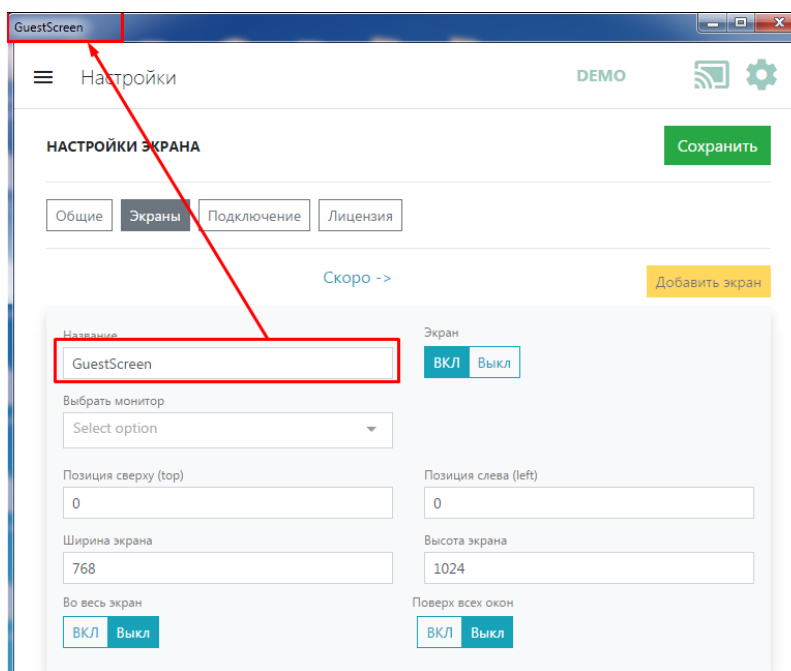 GuestScreen
Настройки
DEMO
НАСТРОЙКИ ЭКРАНА
Сохранить
Общие
Экраны
Подключение
Лицензия
Скоро ->
Добавить экран
Название
Экран
GuestScreen
ВКЛ Выкл
Выбрать монитор
Select option
Позиция сверху (top)
Позиция слева (left)
0
0
Ширина экрана
Высота экрана
768
1024
Во весь экран
Поверх всех окон
ВКЛ Выкл
ВКЛ Выкл